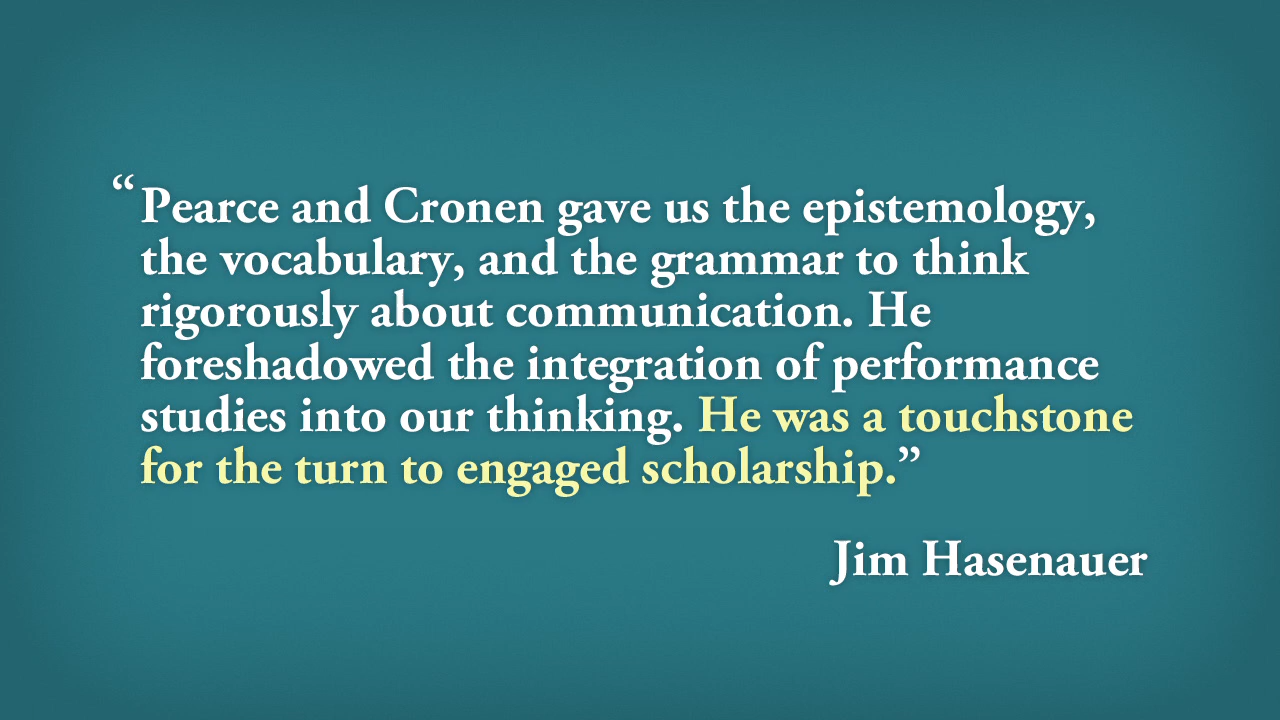 “Pearce and Cronen gave us the epistemology,
the vocabulary, and the grammar to think
rigorously about communication. He
foreshadowed the integration of performance
studies into our thinking. He was a touchstone
for the turn to engaged scholarship.”
Jim Hasenauer